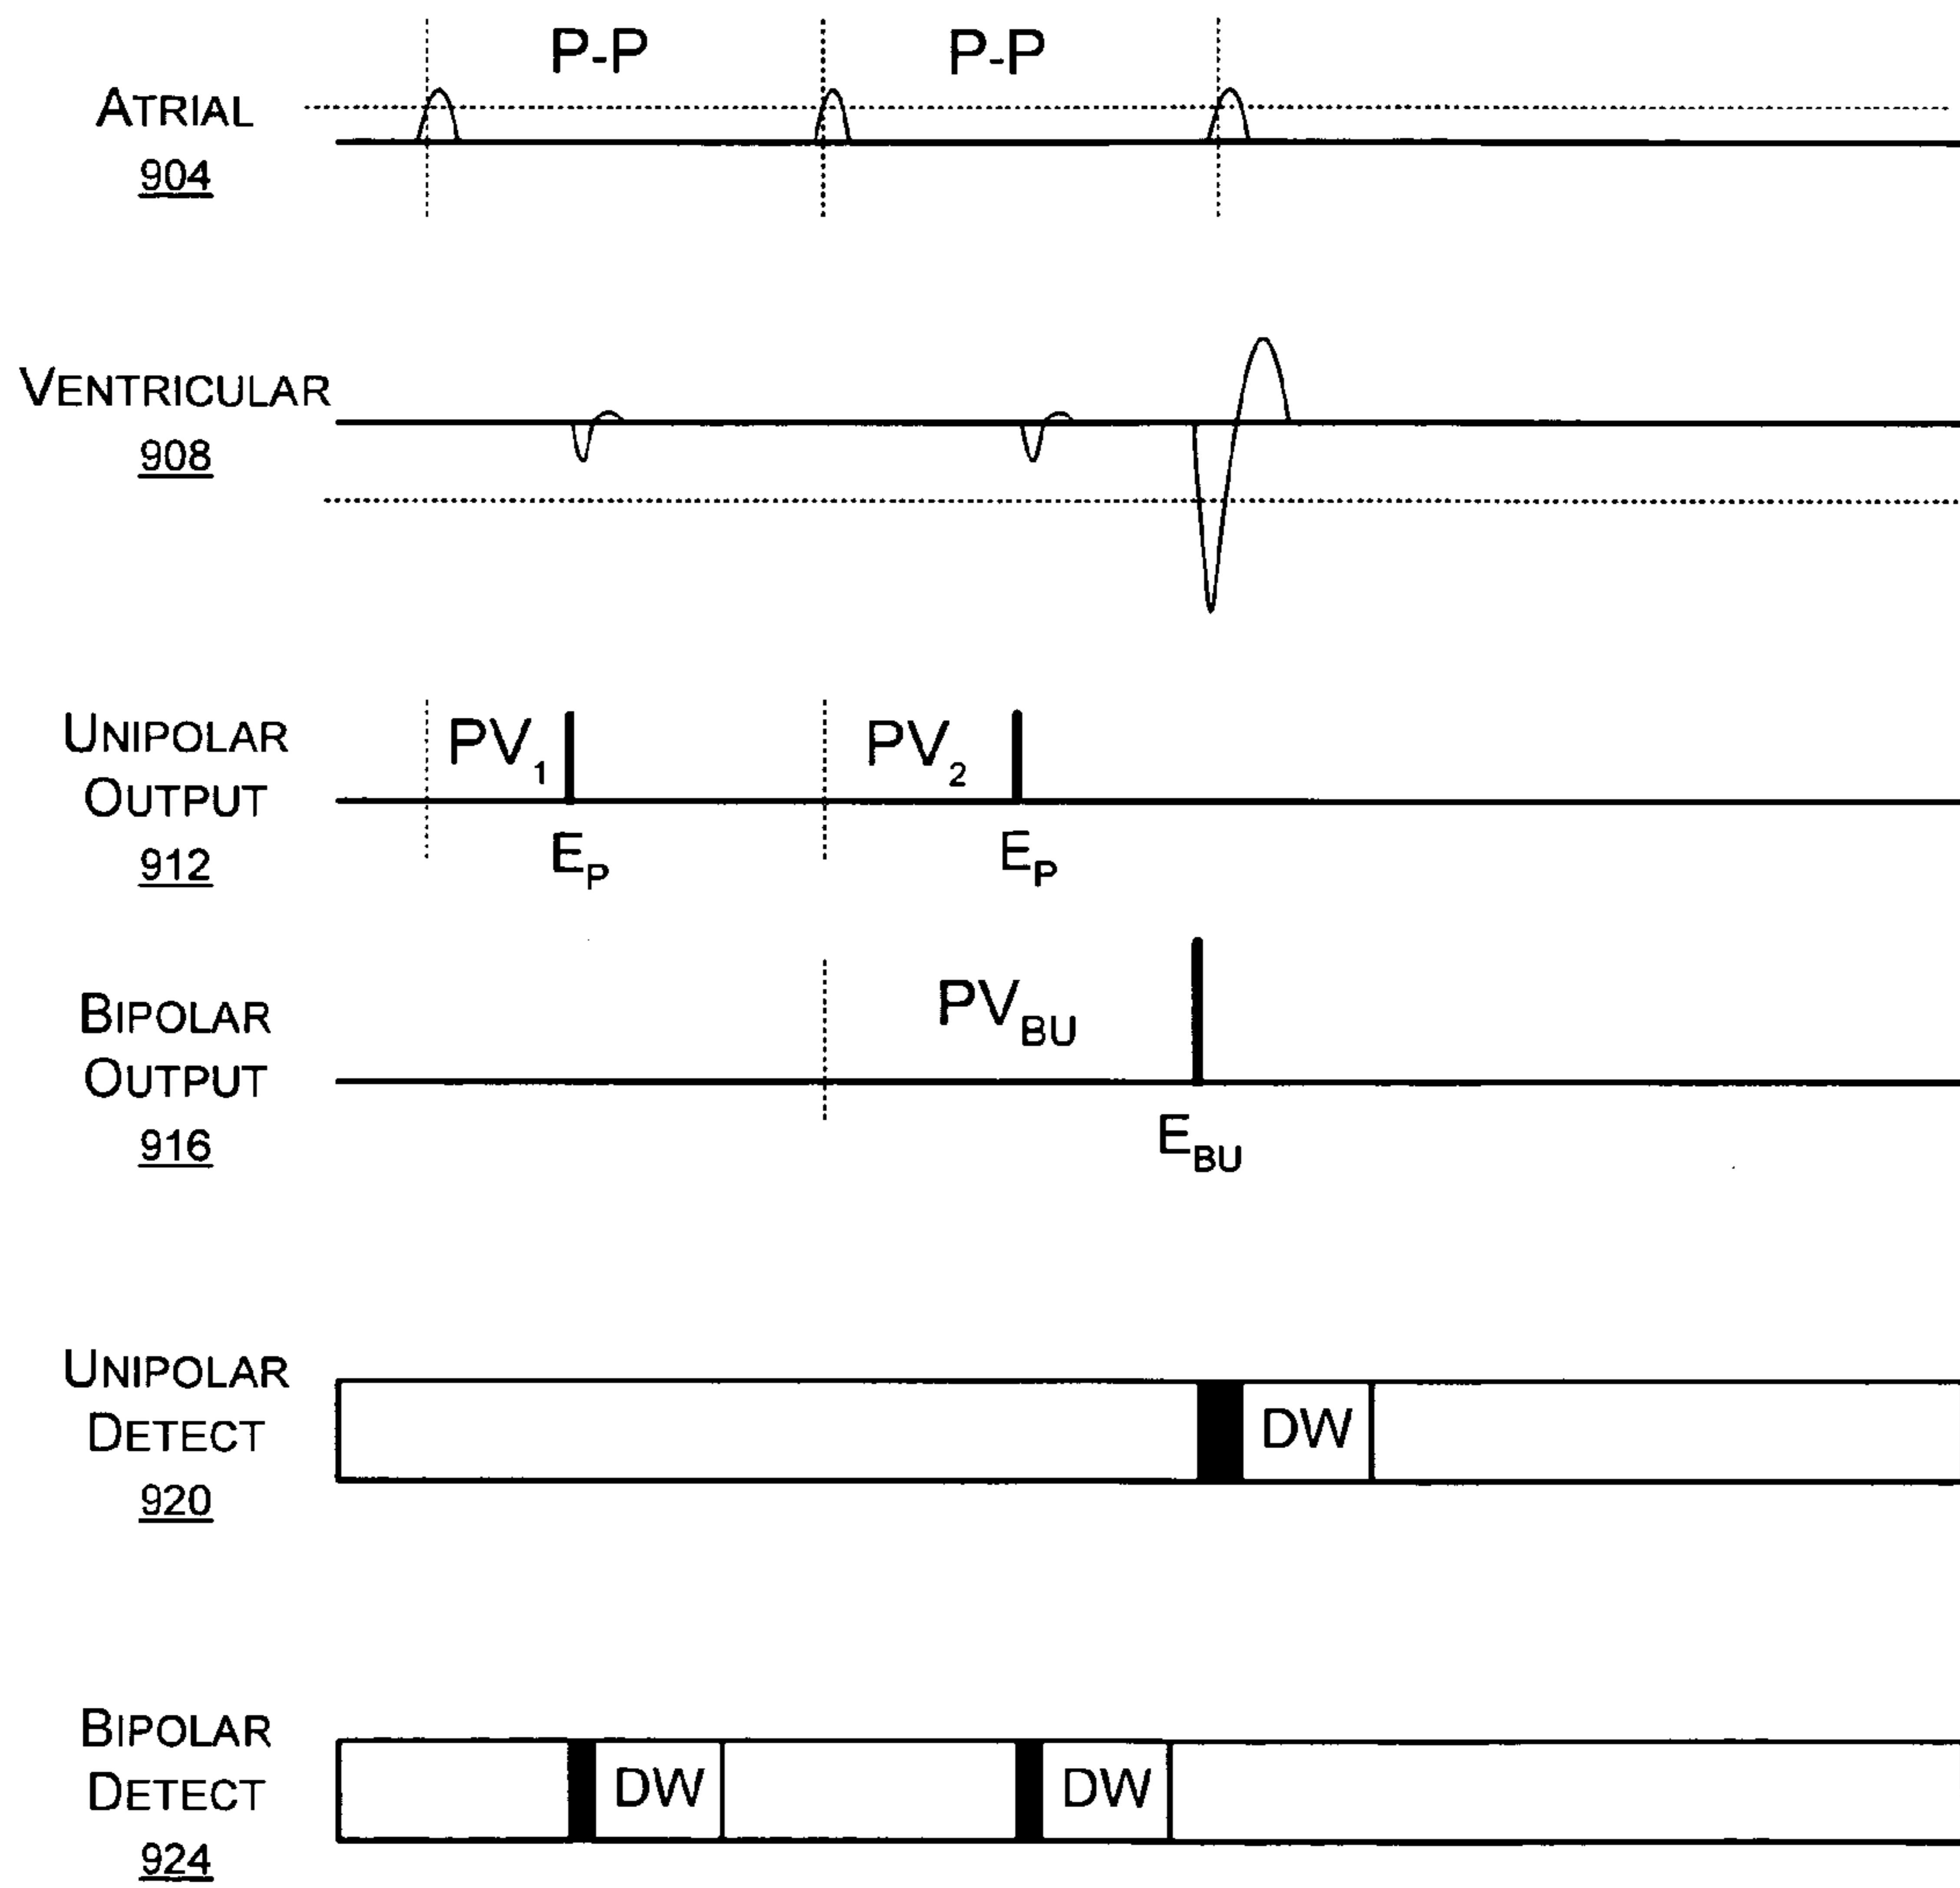 P-P P-P
ATRIAL
904
VENTRICULAR
908
UNIPOLAR
OUTPUT
912
PV1 PV2
EP EP
BIPOLAR
OUTPUT
916
PVBU
EBU
UNIPOLAR
DETECT
920
DW
BIPOLAR
DETECT
924
DW DW